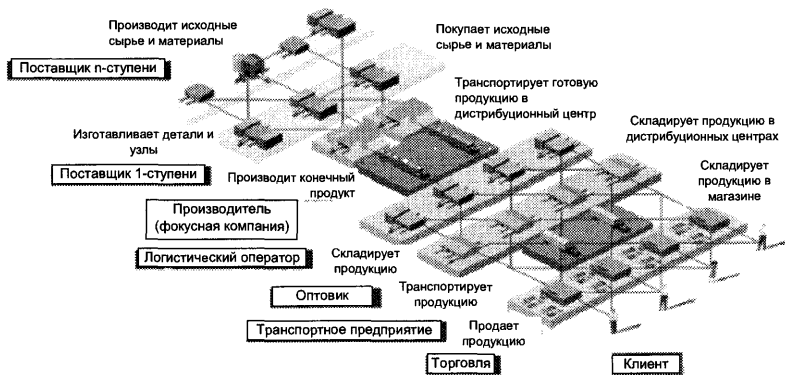 Производит исходные
сырье и материалы
Покупает исходные
сырье и материалы
Поставщик n-ступени
Транспортирует готовую
продукцию в
дистрибуционный центр
Складирует продукцию в
дистрибуционных центрах
Изготавливает детали и
узлы
Поставщик 1-ступени
Производит конечный
продукт
Складирует
продукцию в
магазине
Производитель
(фокусная компания)
Логистический оператор
Складирует
продукцию
Оптовик
Транспортирует
продукцию
Транспортное предприятие
Продает
продукцию
Торговля
Клиент